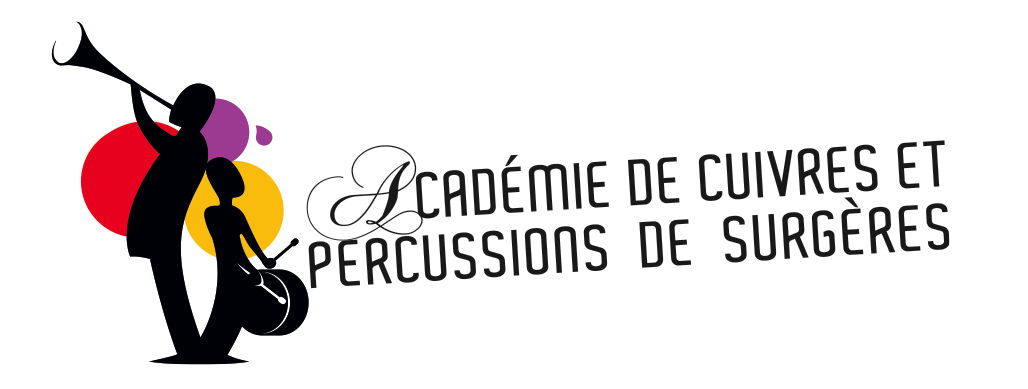 ACADÉMIE DE CUIVRES ET
PERCUSSIONS DE SURGÈRES